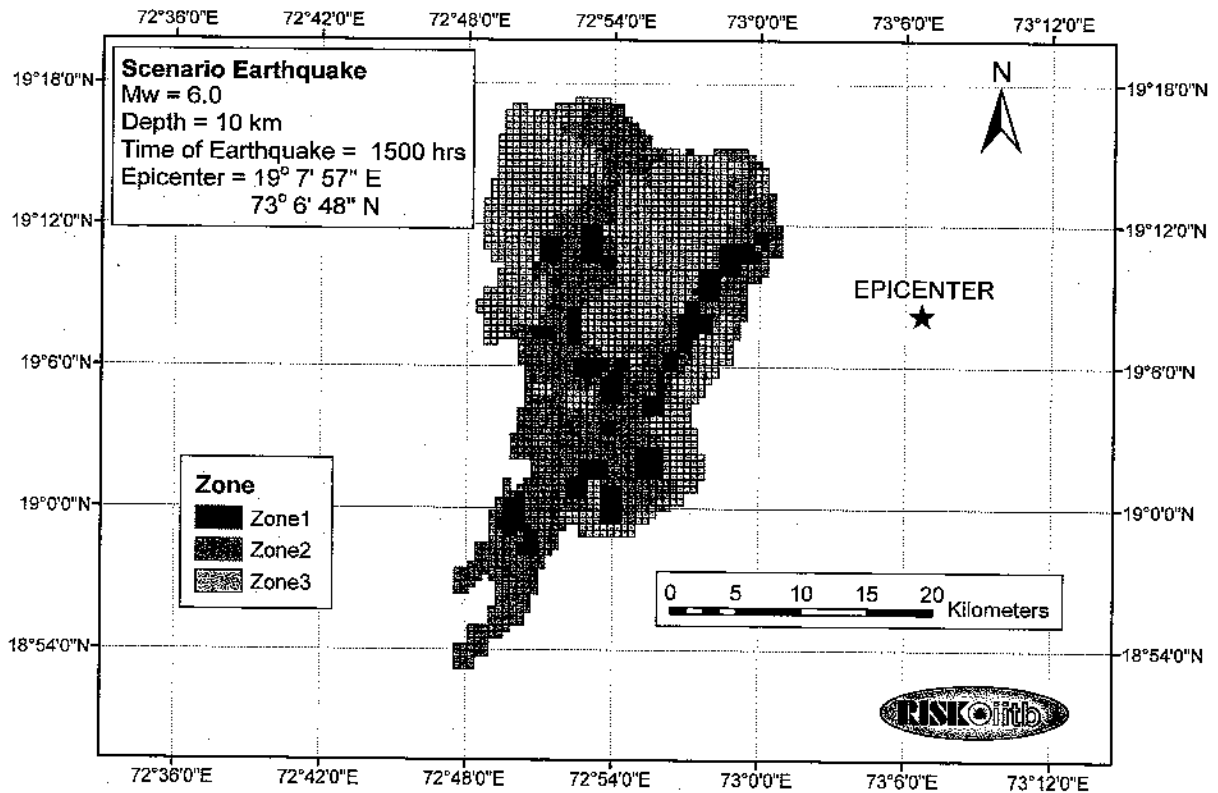 72°36'0"E 72°42'0"E 72°48'0"E 72°54'0"E 73°0'0"E 73°6'0"E 73°12'0"E
Scenario Earthquake
Mw = 6.0
Depth = 10 km
Time of Earthquake = 1500 hrs
Epicenter = 19° 7' 57" E
73° 6' 48" N
N
19°18'0"N 19°18'0"N
19°12'0"N 19°12'0"N
EPICENTER
19°6'0"N 19°6'0"N
Zone
Zone1
Zone2
Zone3
19°0'0"N 19°0'0"N
0 5 10 15 20
Kilometers
18°54'0"N 18°54'0"N
RISK iitb
72°36'0"E 72°42'0"E 72°48'0"E 72°54'0"E 73°0'0"E 73°6'0"E 73°12'0"E